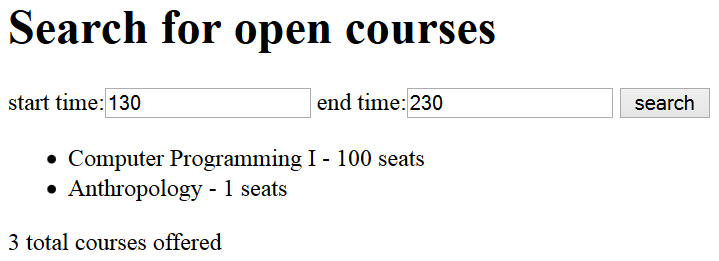 Search for open courses
start time: 130 end time: 230 search
• Computer Programming I - 100 seats
• Anthropology - 1 seats
3 total courses offered